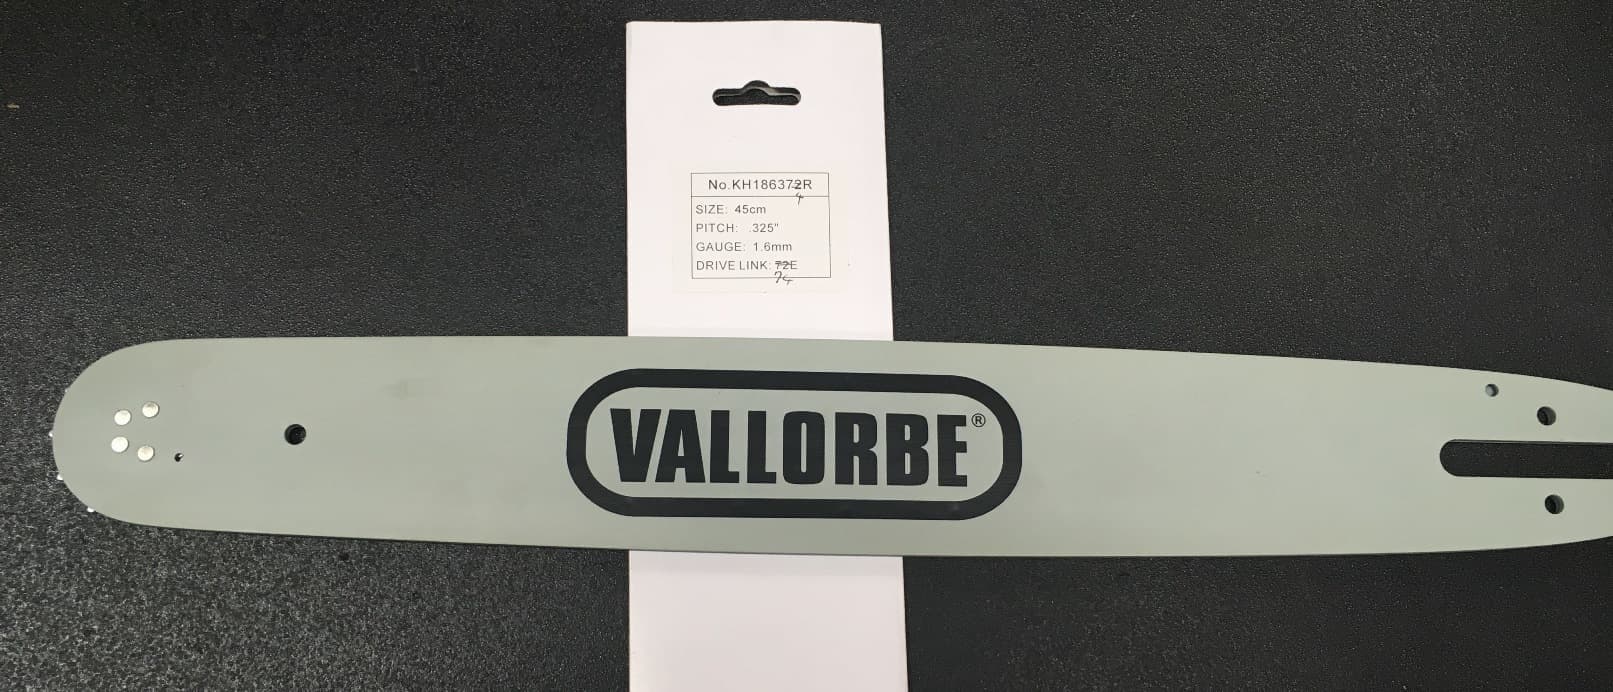 No.KH186372R
4
SIZE: 45cm
PITCH: .325"
GAUGE: 1.6mm
DRIVE LINK: 72E
74
VALLORBE®